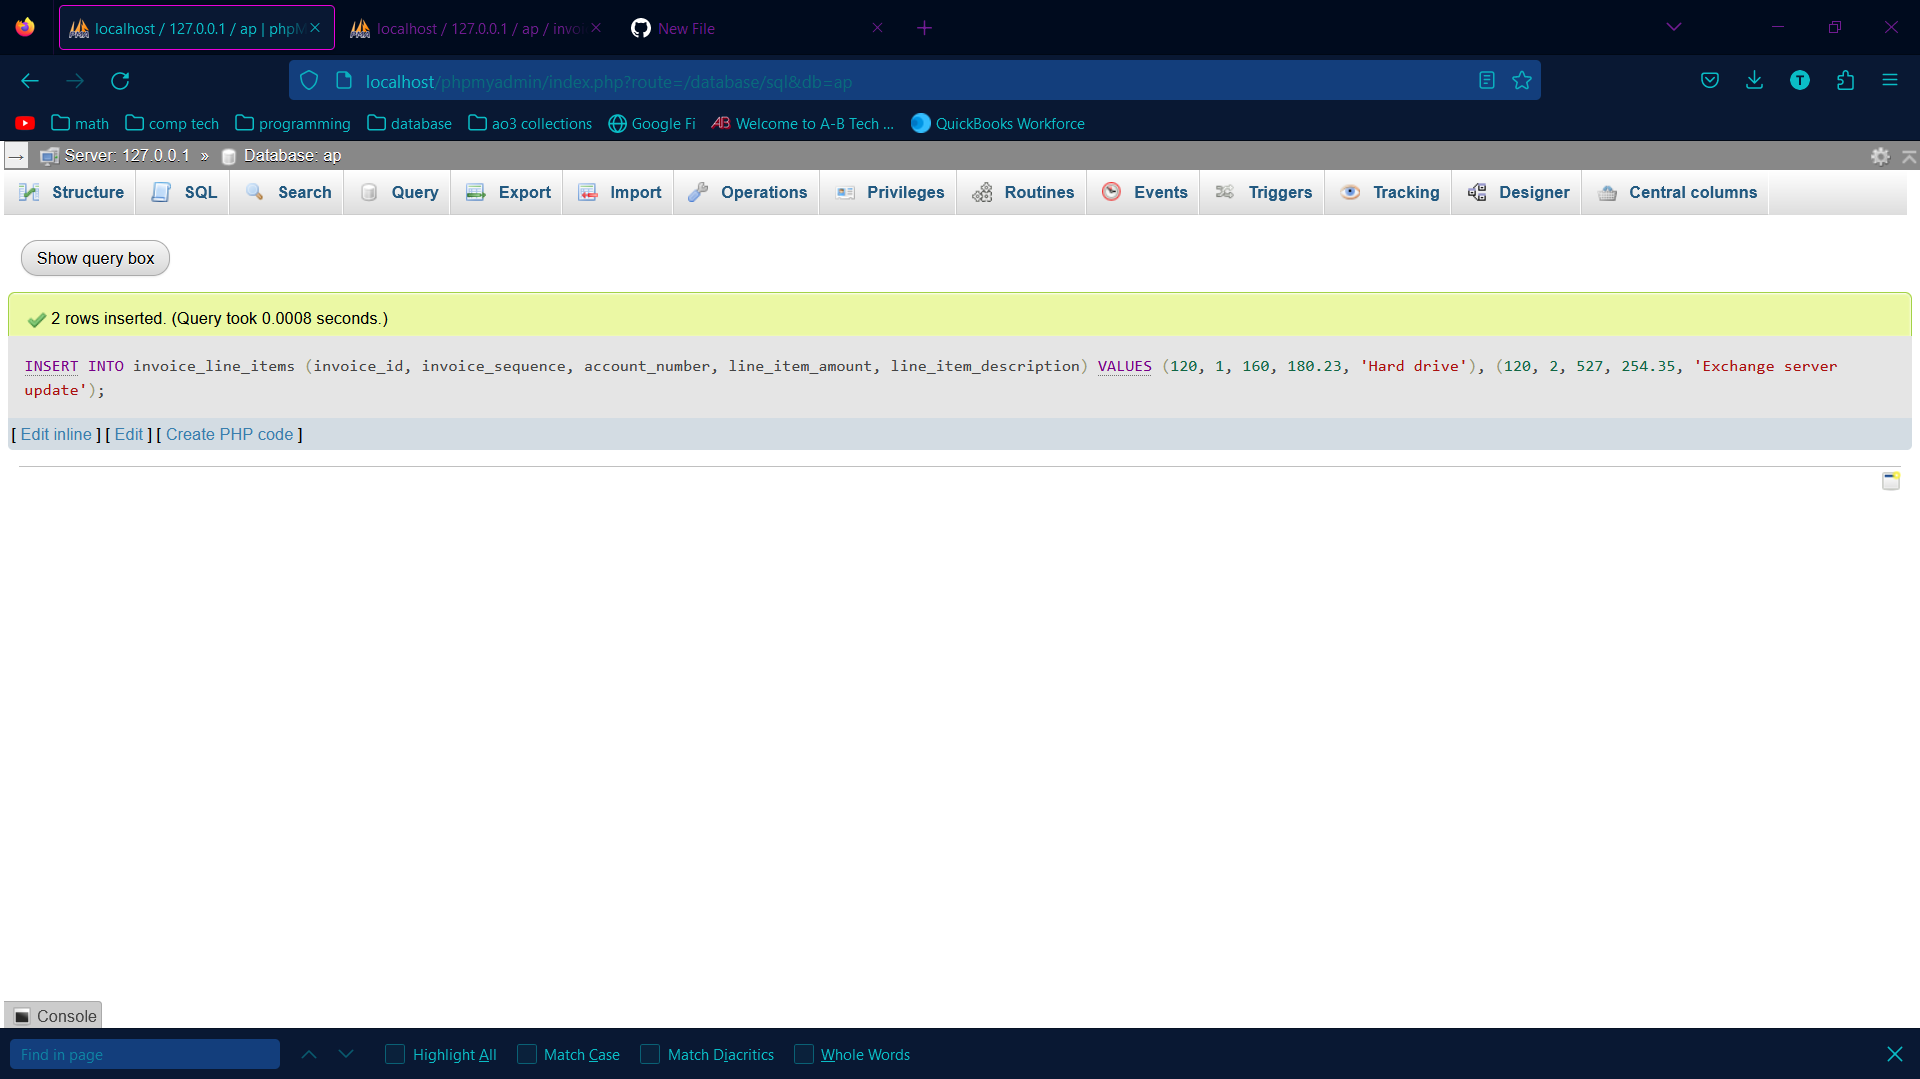 localhost / 127.0.0.1 / ap | phpM
localhost / 127.0.0.1 / ap / invoi
New File
localhost/phpmyadmin/index.php?route=/database/sql&db=ap
T
math
comp tech
programming
database
ao3 collections
Google Fi
AB Welcome to A-B Tech ...
QuickBooks Workforce
Server: 127.0.0.1 » Database: ap
Structure
SQL
Search
Query
Export
Import
Operations
Privileges
Routines
Events
Triggers
Tracking
Designer
Central columns
Show query box
2 rows inserted. (Query took 0.0008 seconds.)
INSERT INTO invoice_line_items (invoice_id, invoice_sequence, account_number, line_item_amount, line_item_description) VALUES (120, 1, 160, 180.23, 'Hard drive'), (120, 2, 527, 254.35, 'Exchange server
update');
[ Edit inline ] [ Edit ] [ Create PHP code ]
Console
Find in page
Highlight All
Match Case
Match Diacritics
Whole Words